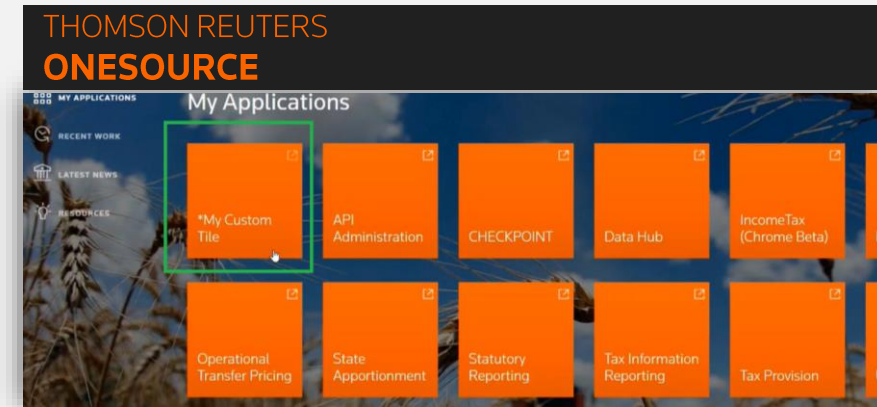 THOMSON REUTERS
ONESOURCE
MY APPLICATIONS
My Applications
RECENT WORK
LATEST NEWS
RESOURCES
*My Custom
Tile
API
Administration
CHECKPOINT
Data Hub
IncomeTax
(Chrome Beta)
Operational
Transfer Pricing
State
Apportionment
Statutory
Reporting
Tax Information
Reporting
Tax Provision